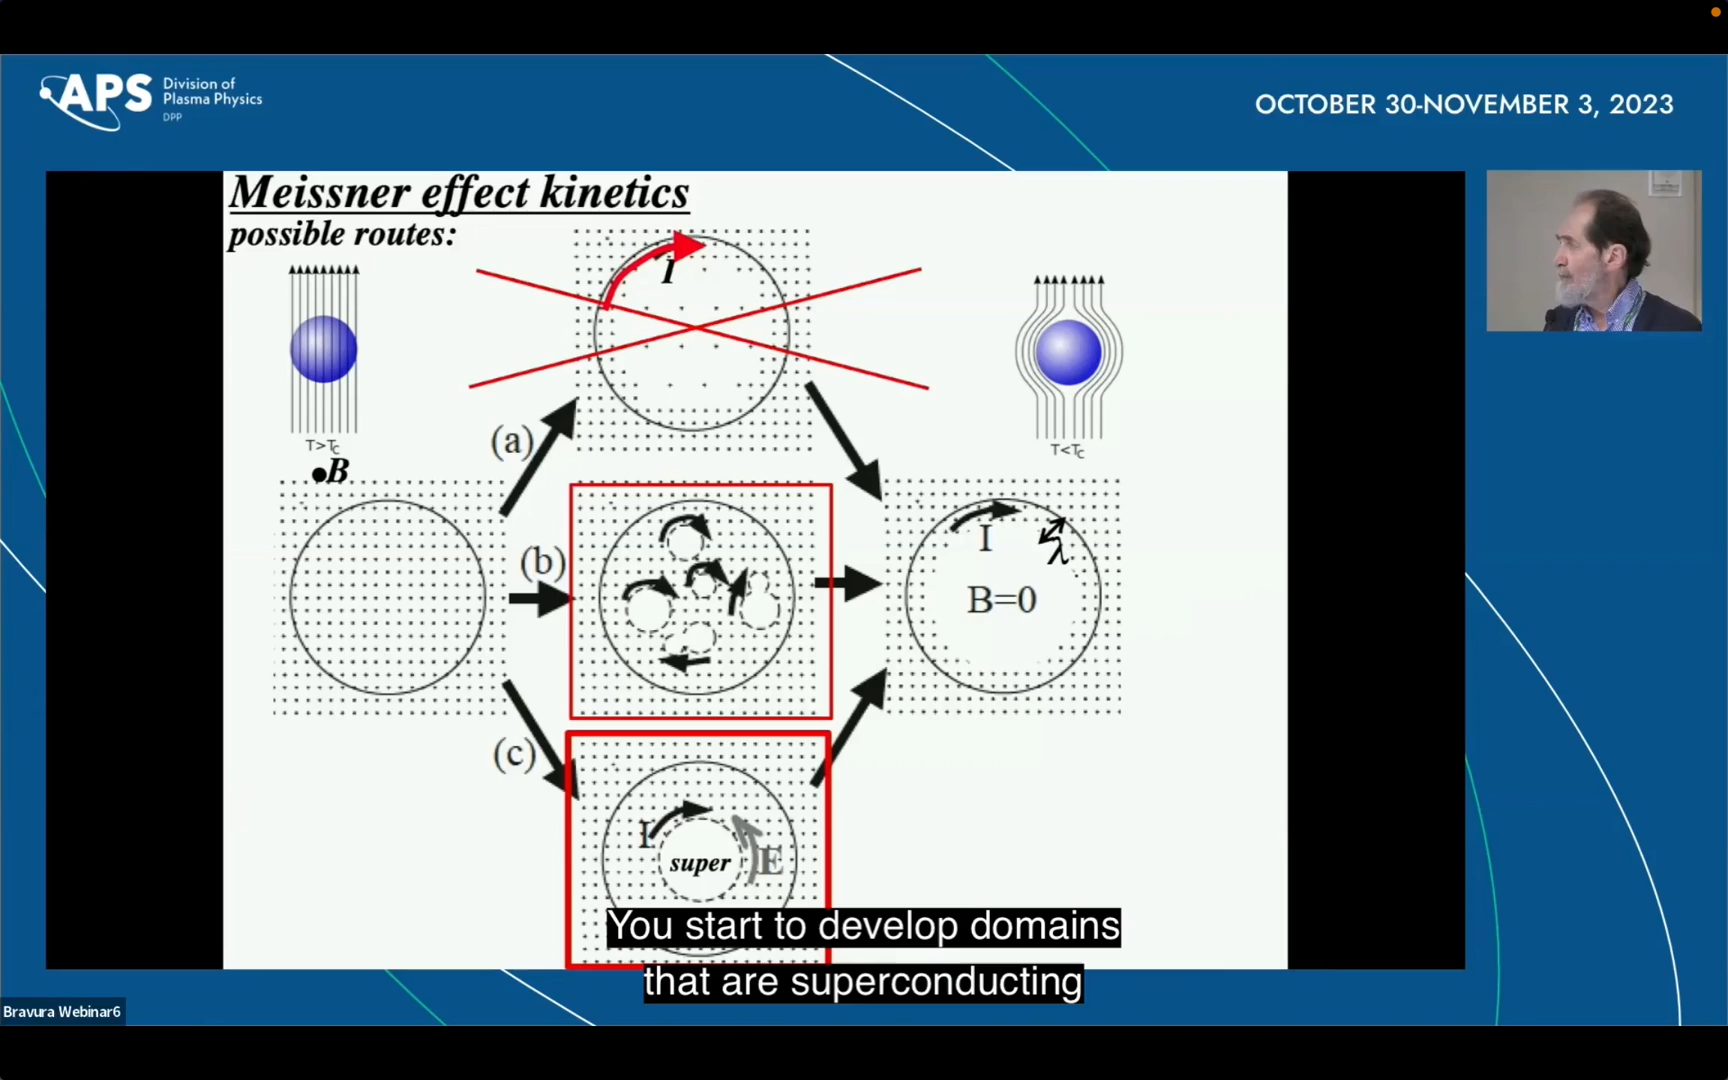 APS
Division of
Plasma Physics
DPP
OCTOBER 30-NOVEMBER 3, 2023
Meissner effect kinetics
possible routes:
I
T>Tc
T<Tc
B
(a)
(b)
I
λ
B=0
(c)
I
super
E
You start to develop domains
that are superconducting
Bravura Webinar6